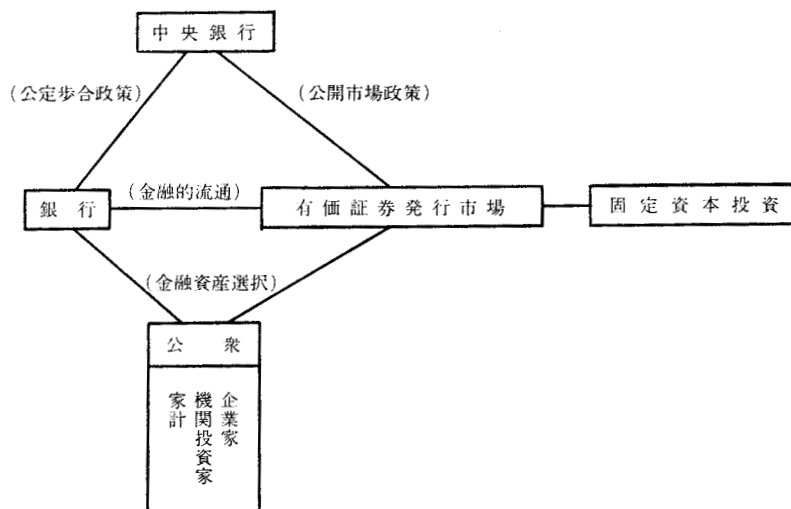 中央銀行
(公定歩合政策)
(公開市場政策)
銀行
(金融的流通)
有価証券発行市場
固定資本投資
(金融資産選択)
公衆
企業家
機関投資家
家計